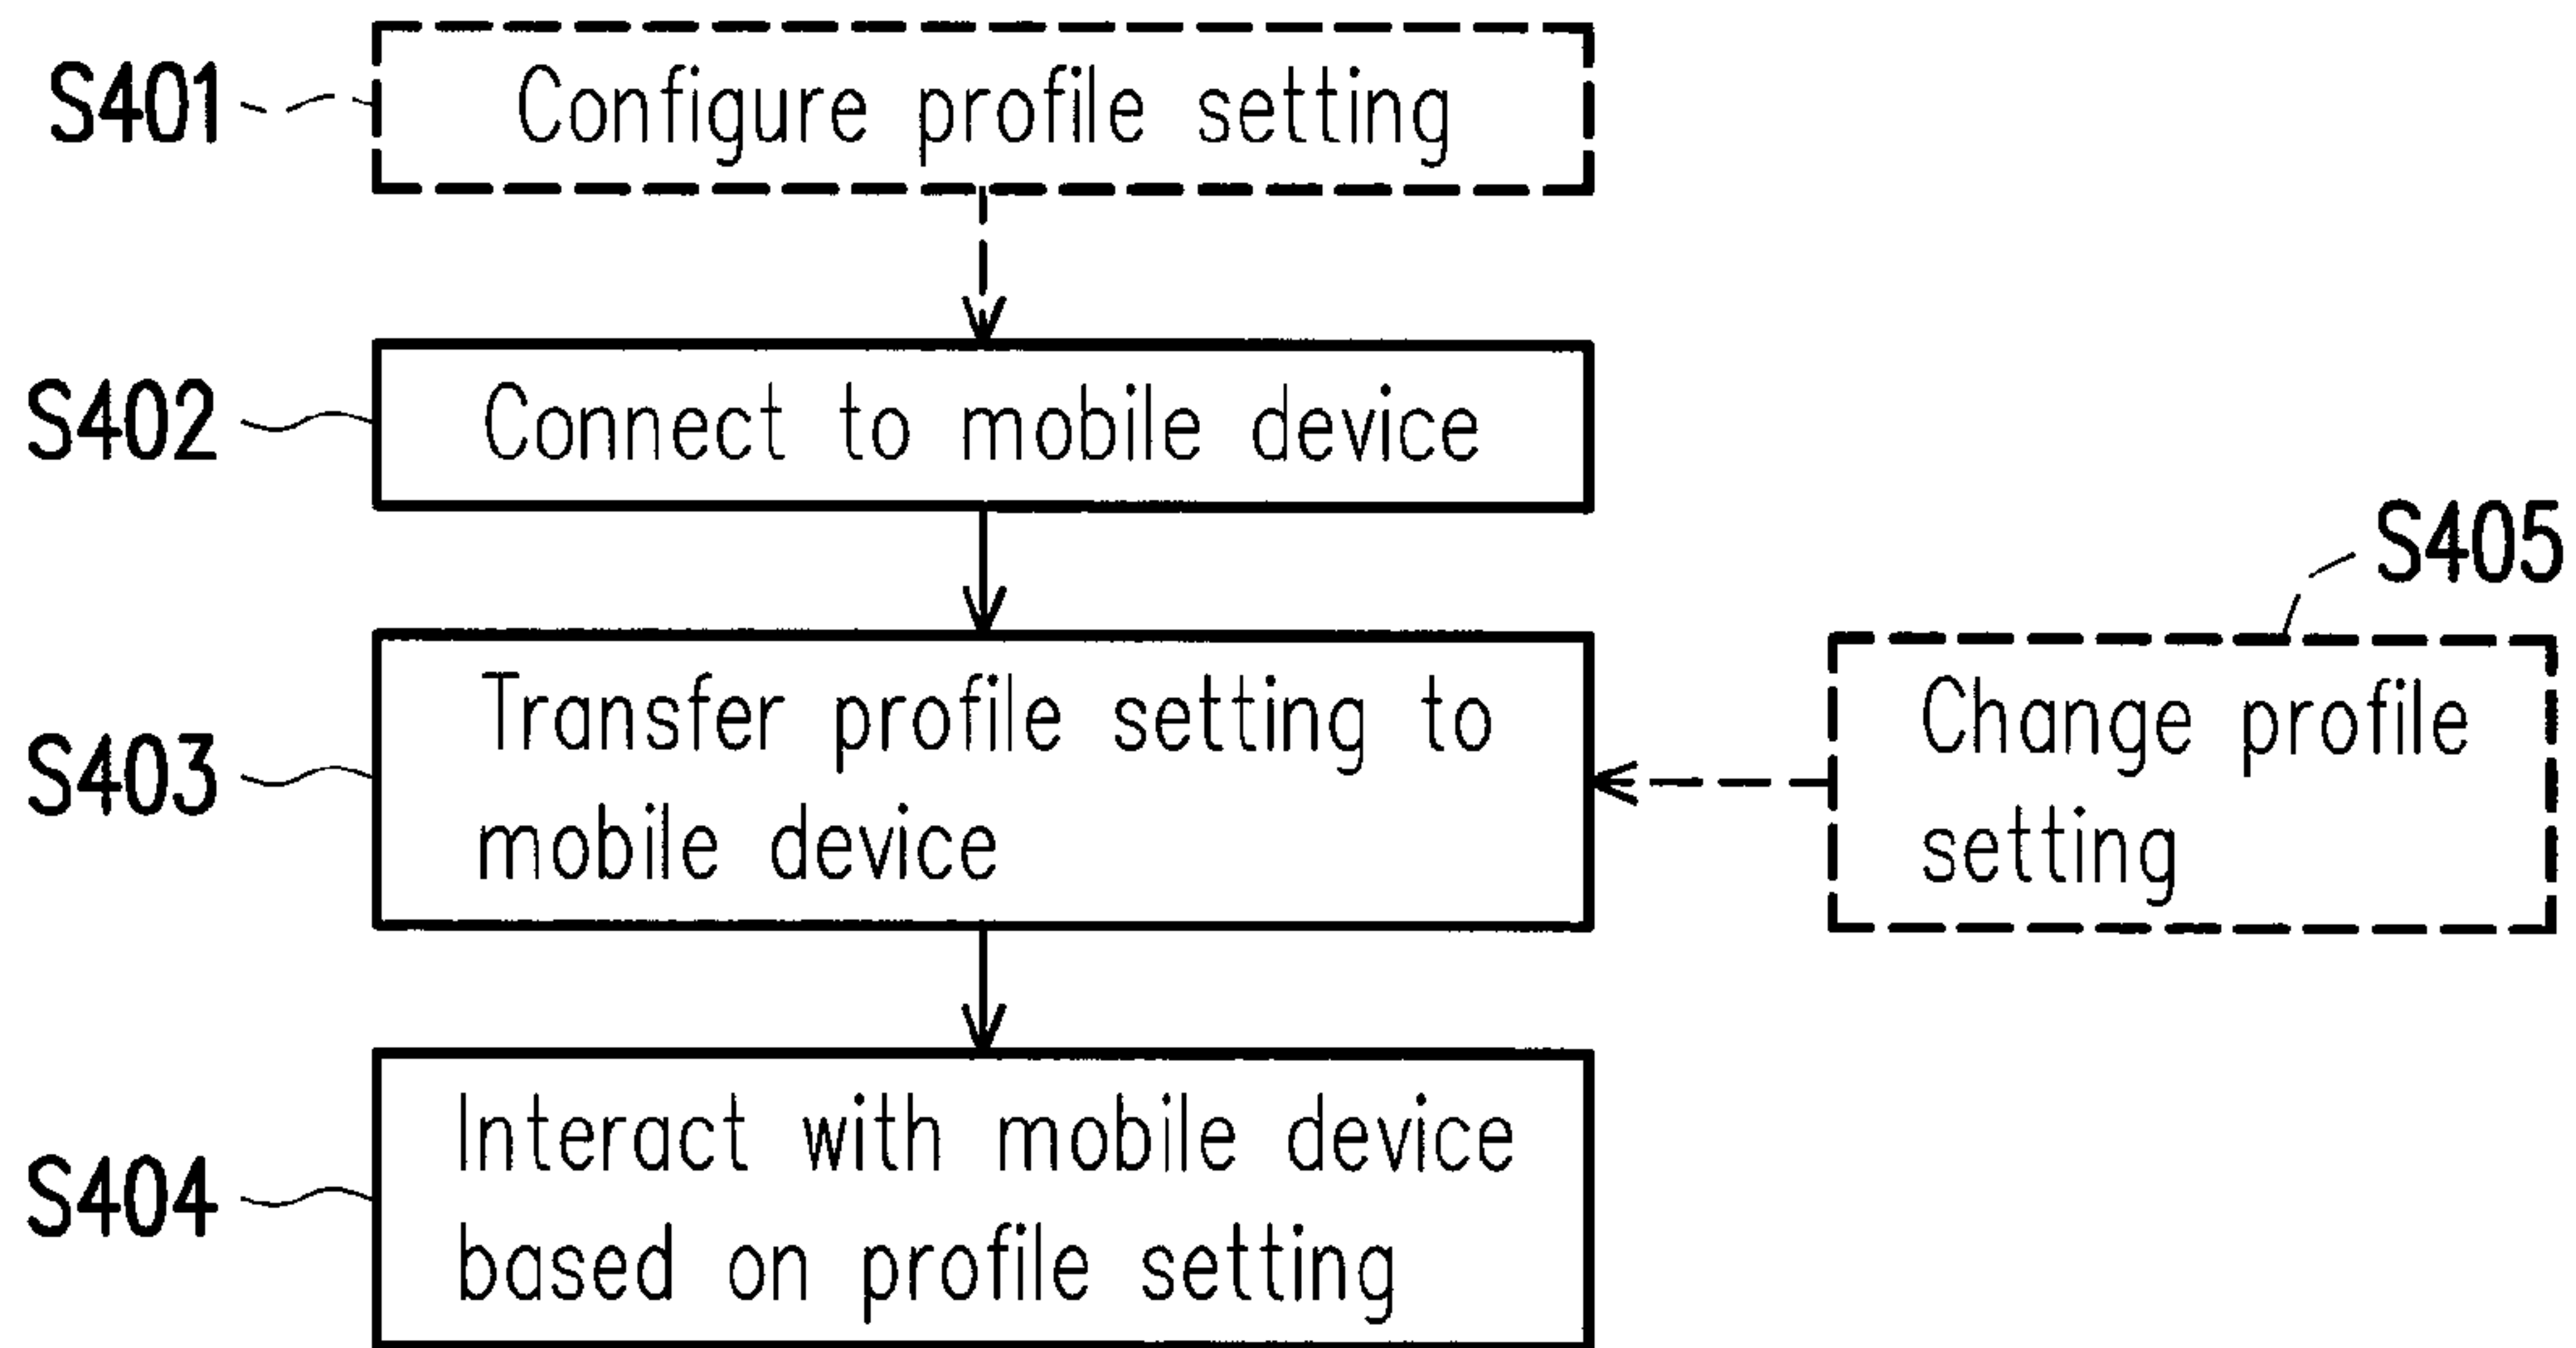 S401
Configure profile setting
S402
Connect to mobile device
S403
Transfer profile setting to
mobile device
S405
Change profile
setting
S404
Interact with mobile device
based on profile setting